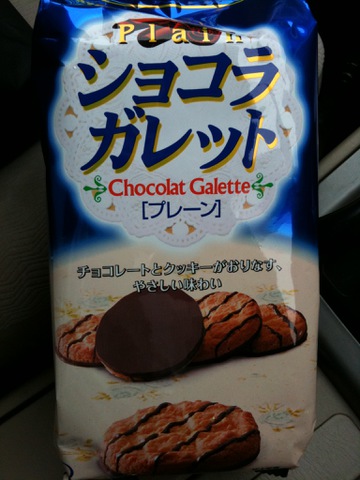 Plain
ショコラ
ガレット
Chocolat Galette
[プレーン]
チョコレートとクッキーがおりなす、
やさしい味わい